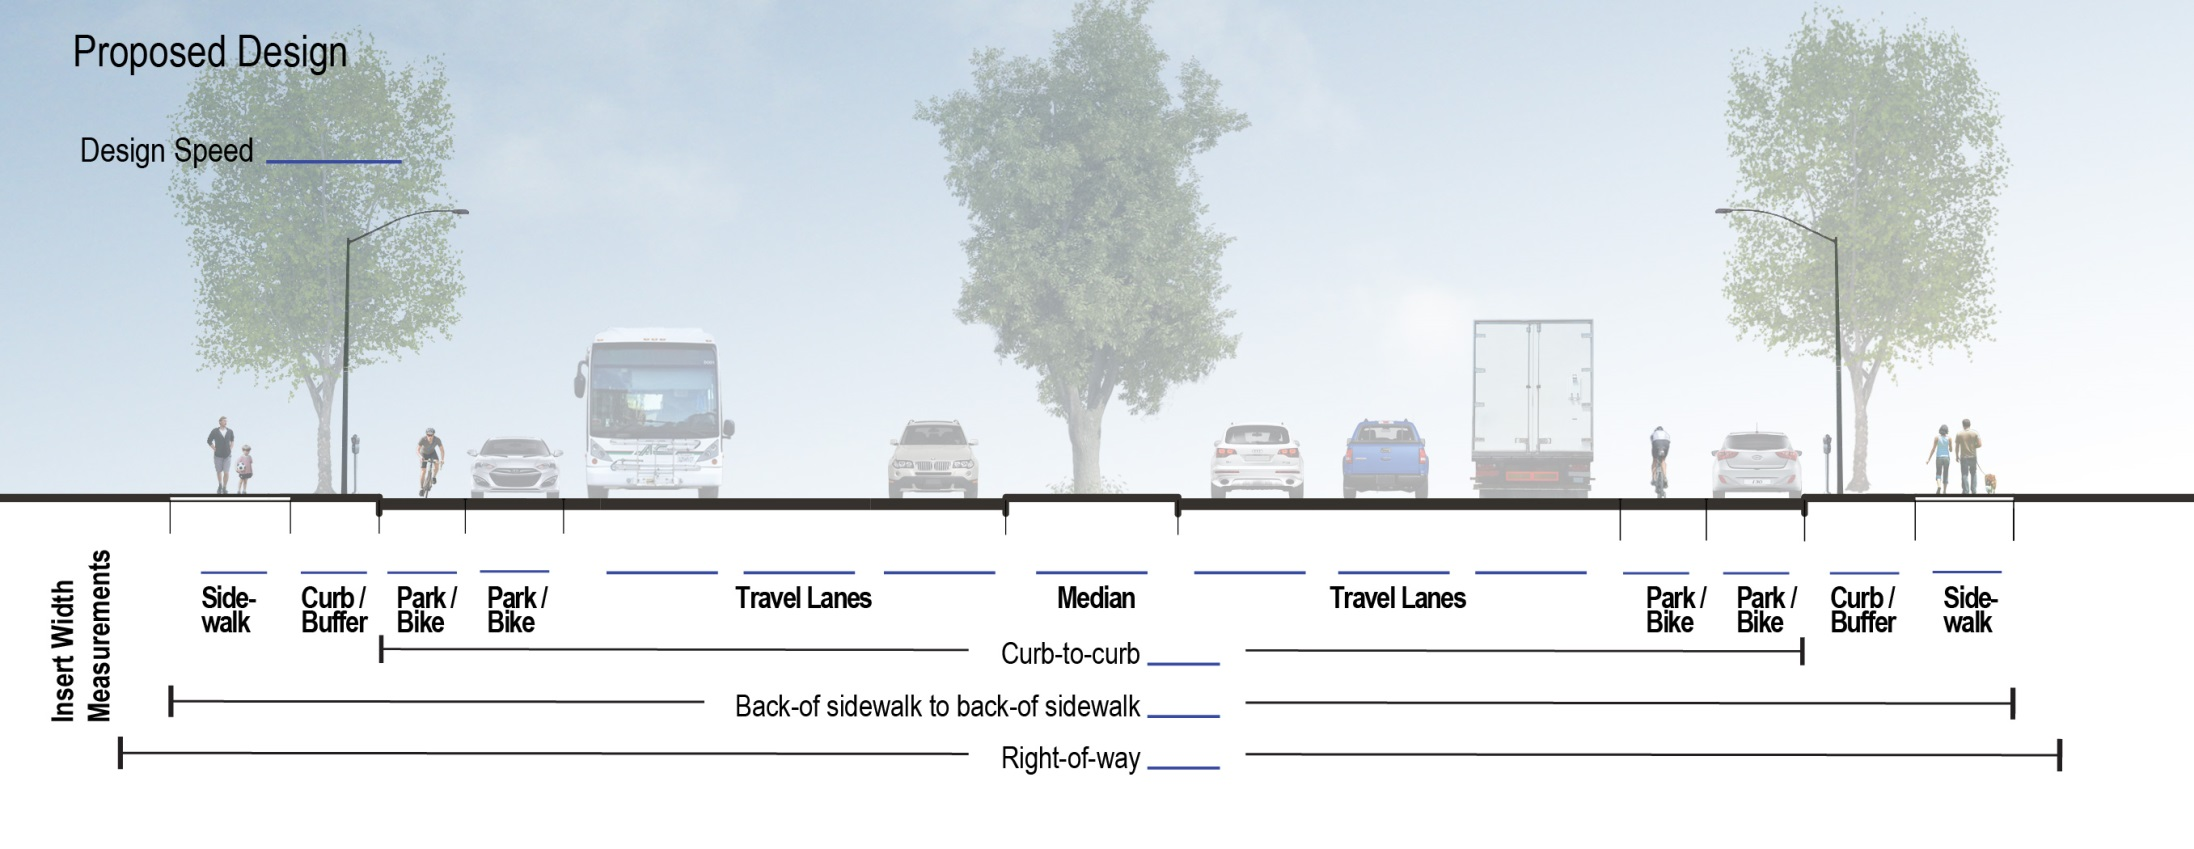 Proposed Design
Design Speed
Insert Width
Measurements
Side-
walk
Curb /
Buffer
Park /
Bike
Park /
Bike
Travel Lanes
Median
Travel Lanes
Park /
Bike
Park /
Bike
Curb /
Buffer
Side-
walk
Curb-to-curb
Back-of sidewalk to back-of sidewalk
Right-of-way